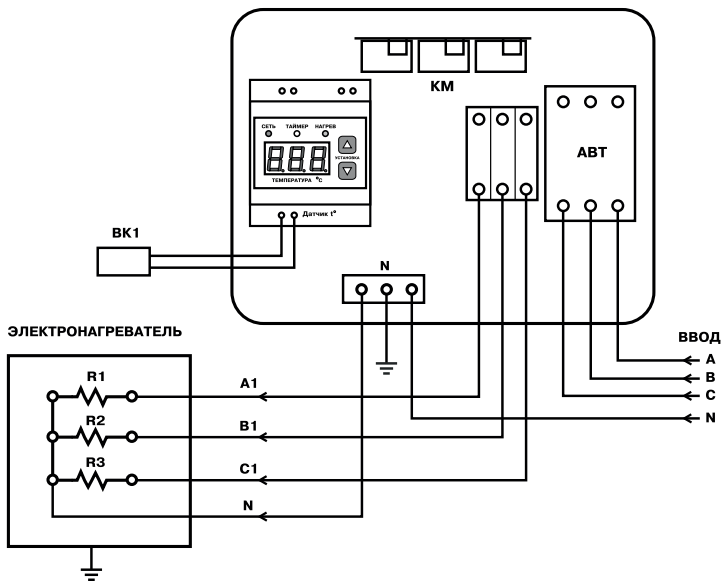 КМ
СЕТЬ ТАЙМЕР НАГРЕВ
888
УСТАНОВКА
ТЕМПЕРАТУРА °С
Датчик t°
АВТ
ВК1
N
ЭЛЕКТРОНАГРЕВАТЕЛЬ
ВВОД
A
B
C
N
R1
A1
R2
B1
R3
C1
N